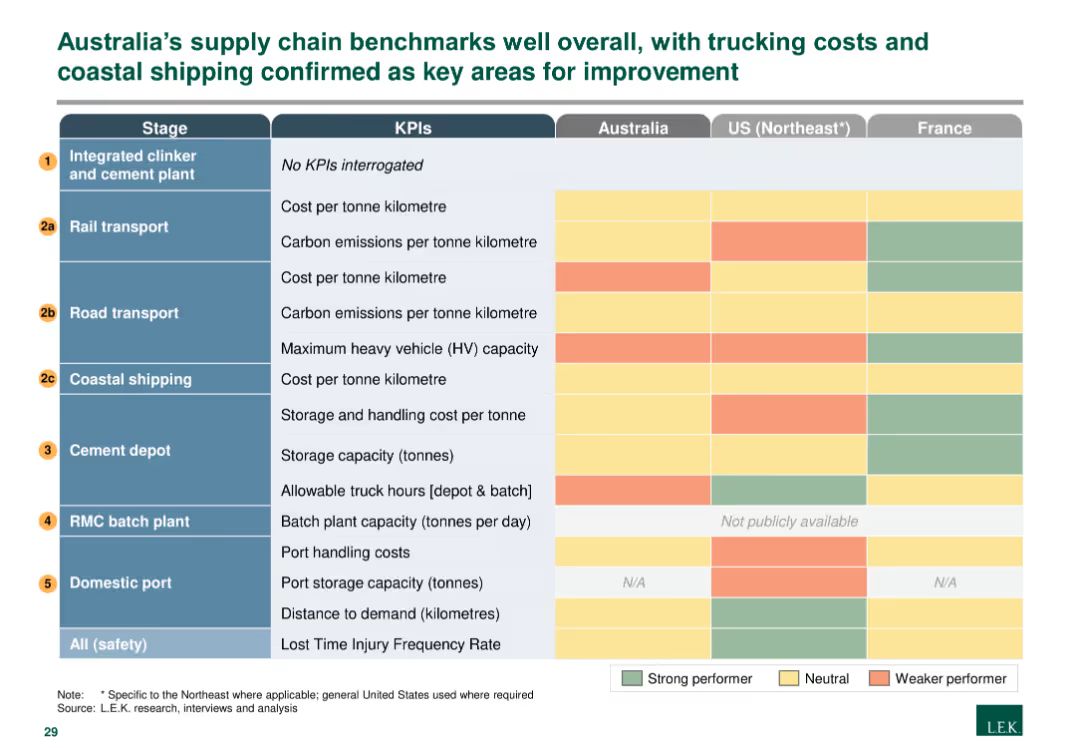 Australia's supply chain benchmarks well overall, with trucking costs and
coastal shipping confirmed as key areas for improvement
Stage KPIs Australia US (Northeast*) France
1 Integrated clinker
and cement plant
No KPIs interrogated
2a Rail transport
Cost per tonne kilometre
Carbon emissions per tonne kilometre
2b Road transport
Cost per tonne kilometre
Carbon emissions per tonne kilometre
Maximum heavy vehicle (HV) capacity
2c Coastal shipping Cost per tonne kilometre
3 Cement depot
Storage and handling cost per tonne
Storage capacity (tonnes)
Allowable truck hours [depot & batch]
4 RMC batch plant Batch plant capacity (tonnes per day) Not publicly available
5 Domestic port
Port handling costs
Port storage capacity (tonnes) N/A N/A
Distance to demand (kilometres)
All (safety) Lost Time Injury Frequency Rate
Strong performer Neutral Weaker performer
Note: * Specific to the Northeast where applicable; general United States used where required
Source: L.E.K. research, interviews and analysis
29
L.E.K.